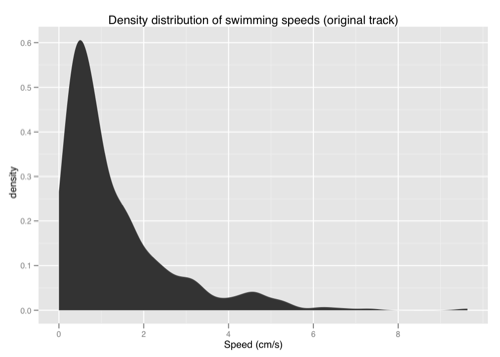 Density distribution of swimming speeds (original track)
0.6
0.5
0.4
0.3
0.2
0.1
0.0
density
0 2 4 6 8
Speed (cm/s)